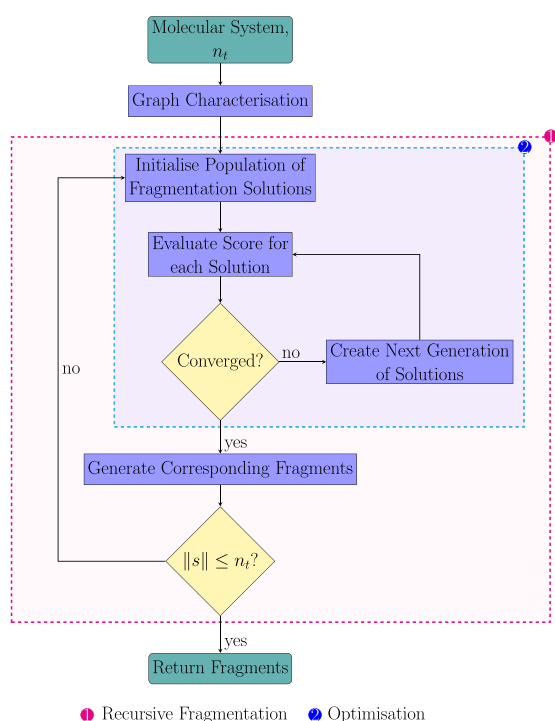 Molecular System,
n_t
Graph Characterisation
1
2
Initialise Population of
Fragmentation Solutions
Evaluate Score for
each Solution
Converged?
no
Create Next Generation
of Solutions
no
yes
Generate Corresponding Fragments
‖s‖ ≤ n_t?
yes
Return Fragments
1 Recursive Fragmentation 2 Optimisation